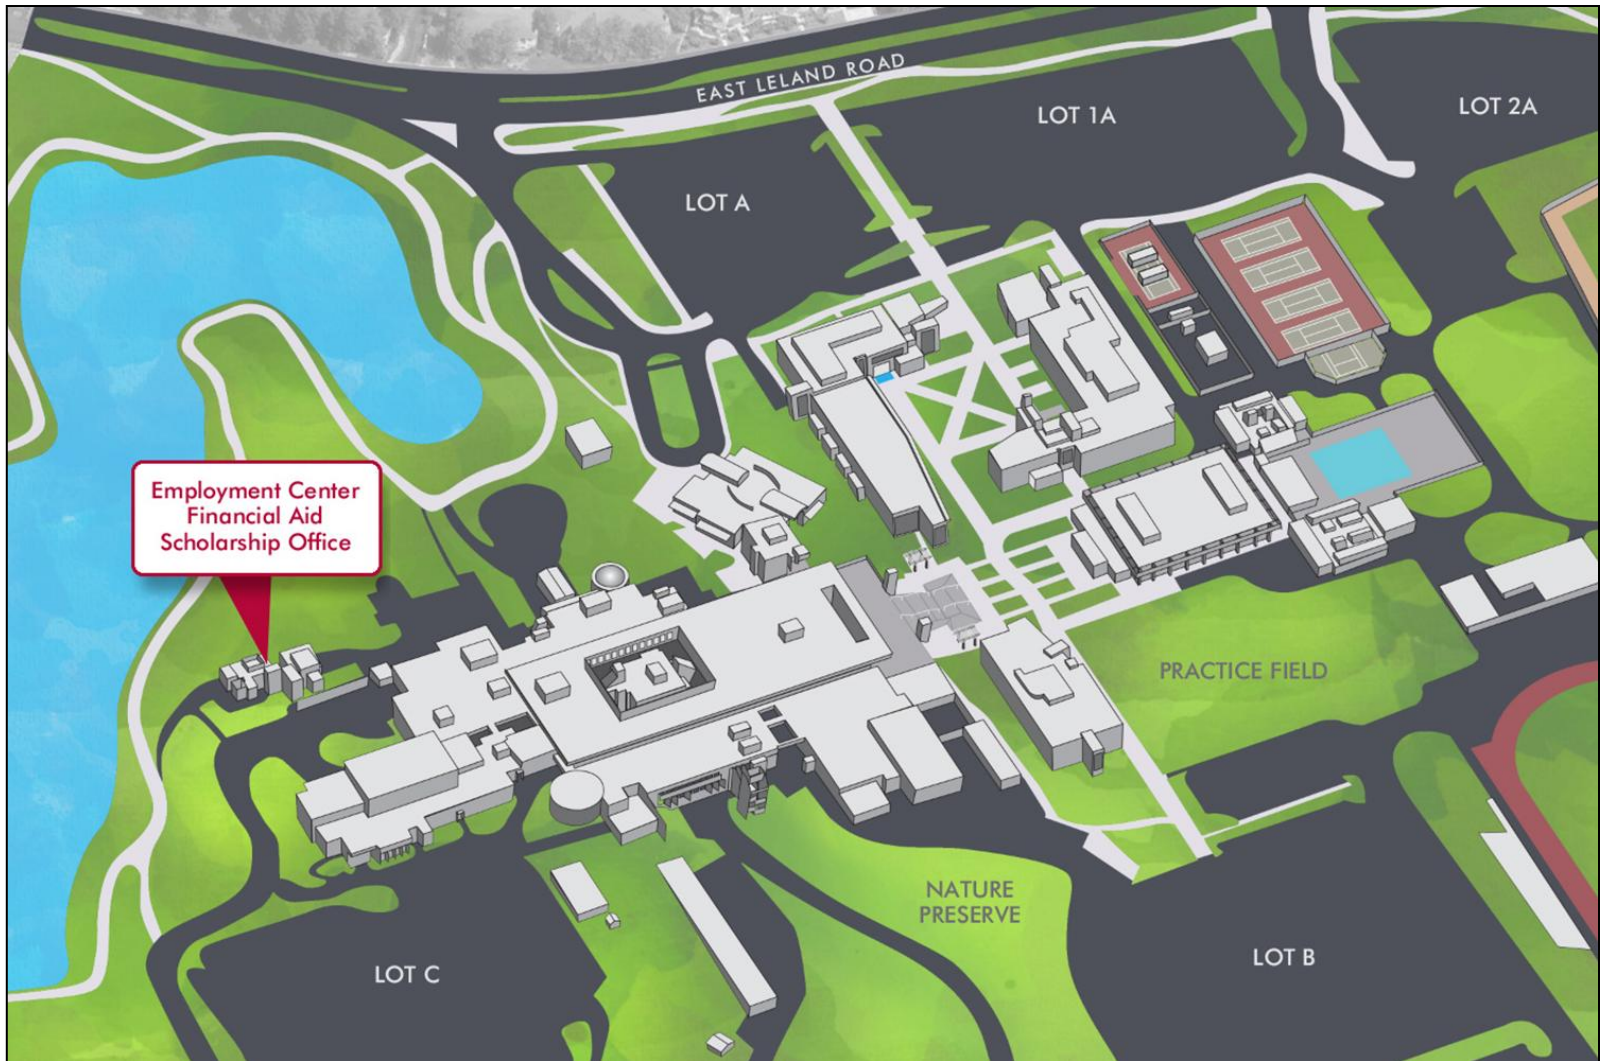 EAST LELAND ROAD
LOT 1A
LOT 2A
LOT A
Employment Center
Financial Aid
Scholarship Office
PRACTICE FIELD
NATURE
PRESERVE
LOT B
LOT C